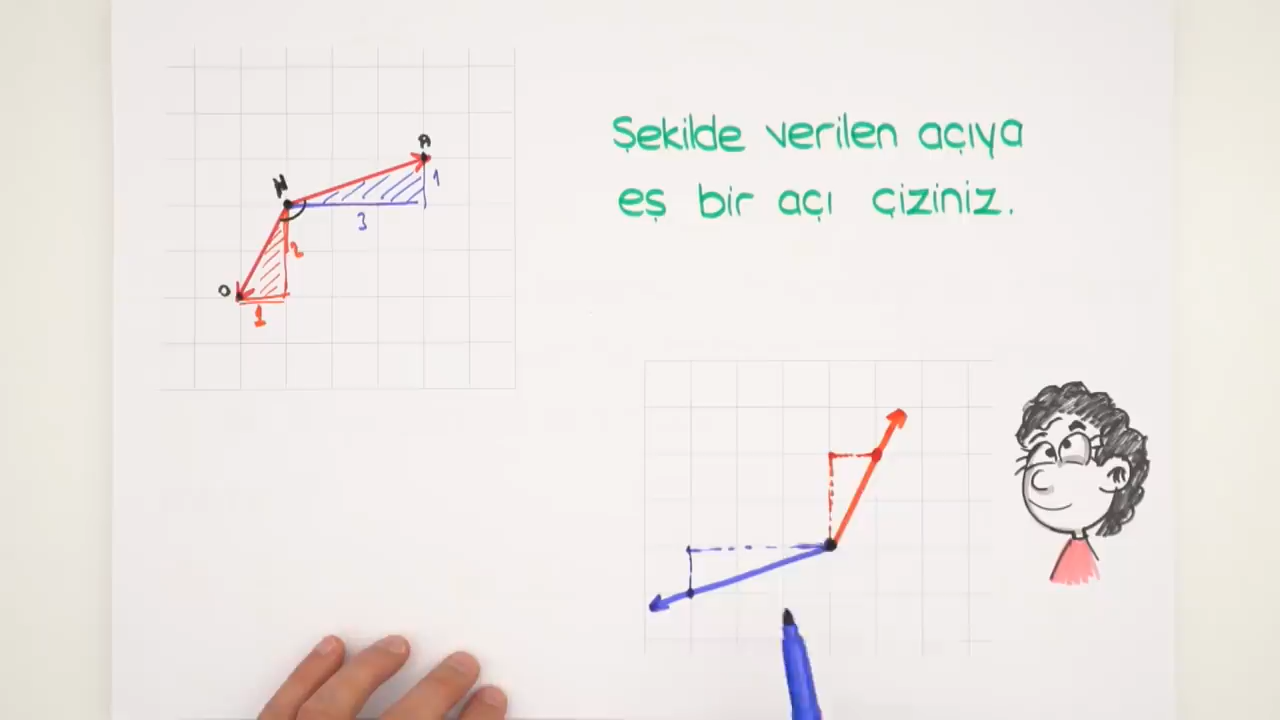 Şekilde verilen açıya
eş bir açı çiziniz.
A
N
1
3
2
O
1